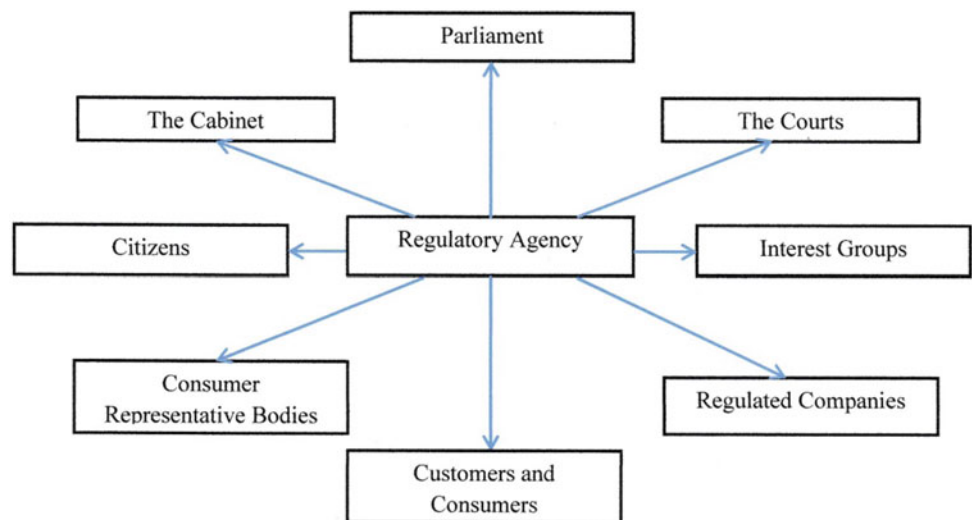 Parliament
The Cabinet
The Courts
Citizens
Regulatory Agency
Interest Groups
Consumer
Representative Bodies
Regulated Companies
Customers and
Consumers